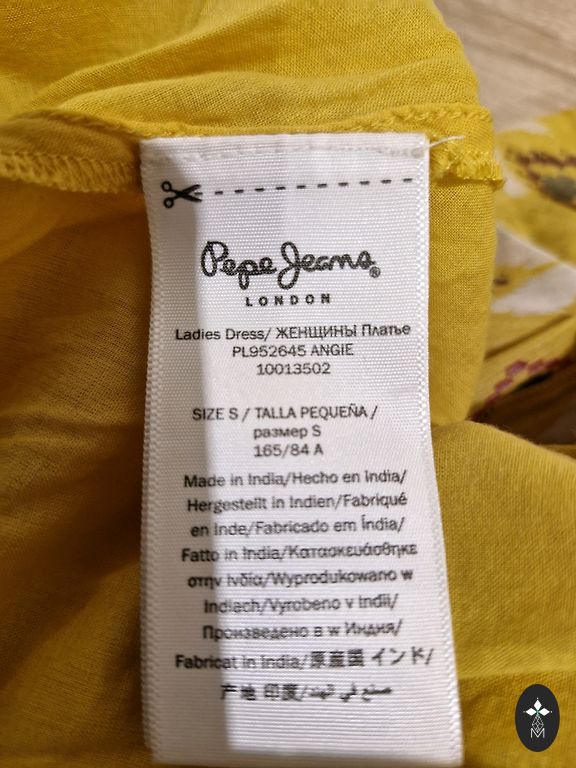 Pepe Jeans®
LONDON
Ladies Dress/ ЖЕНЩИНЫ Платье
PL952645 ANGIE
10013502
SIZE S / TALLA PEQUEÑA /
размер S
165/84 A
Made in India/Hecho en India/
Hergestellt in Indien/Fabriqué
en Inde/Fabricado em Índia/
Fatto in India/Κατασκευάσθηκε
στην Ινδία/Wyprodukowano w
Indiach/Vyrobeno v Indii/
Произведено в w Индия/
Fabricat in India/原産国 インド/
产地 印度/صنع في الهند